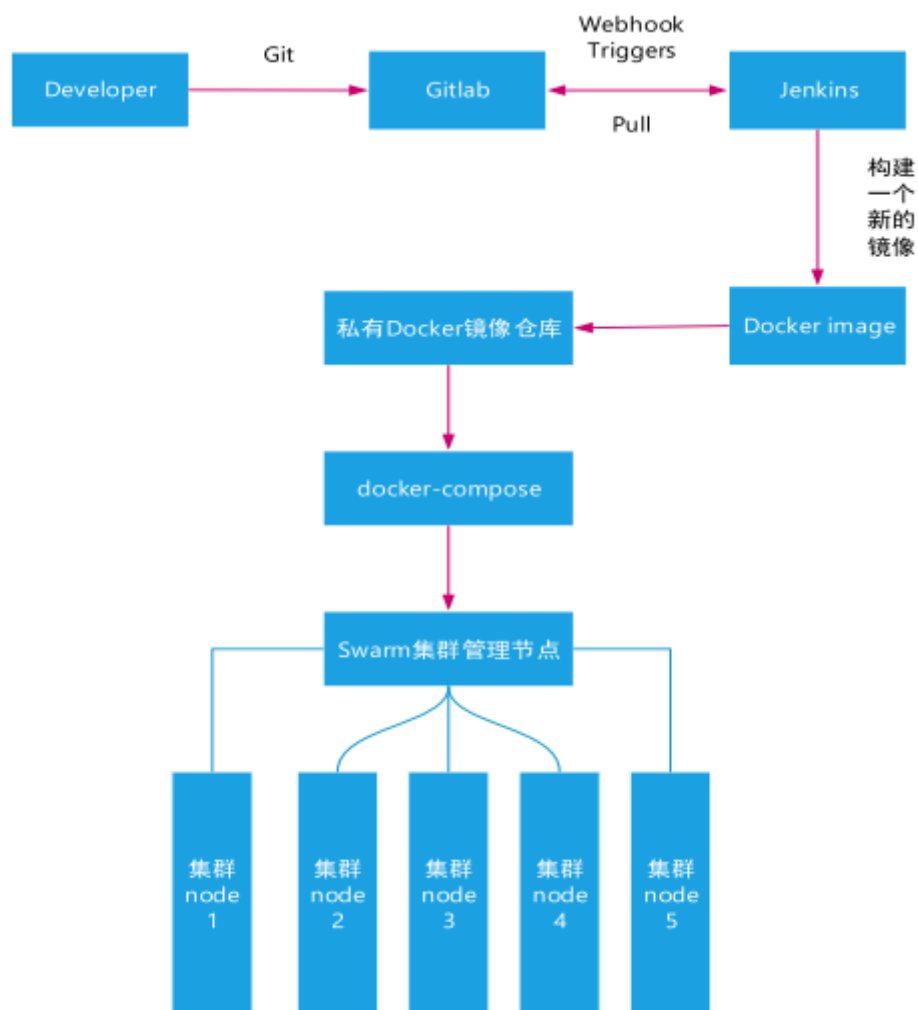 Git
Webhook
Triggers
Developer
Gitlab
Jenkins
Pull
构建
一个
新的
镜像
私有Docker镜像仓库
Docker image
docker-compose
Swarm集群管理节点
集群
node
1
集群
node
2
集群
node
3
集群
node
4
集群
node
5